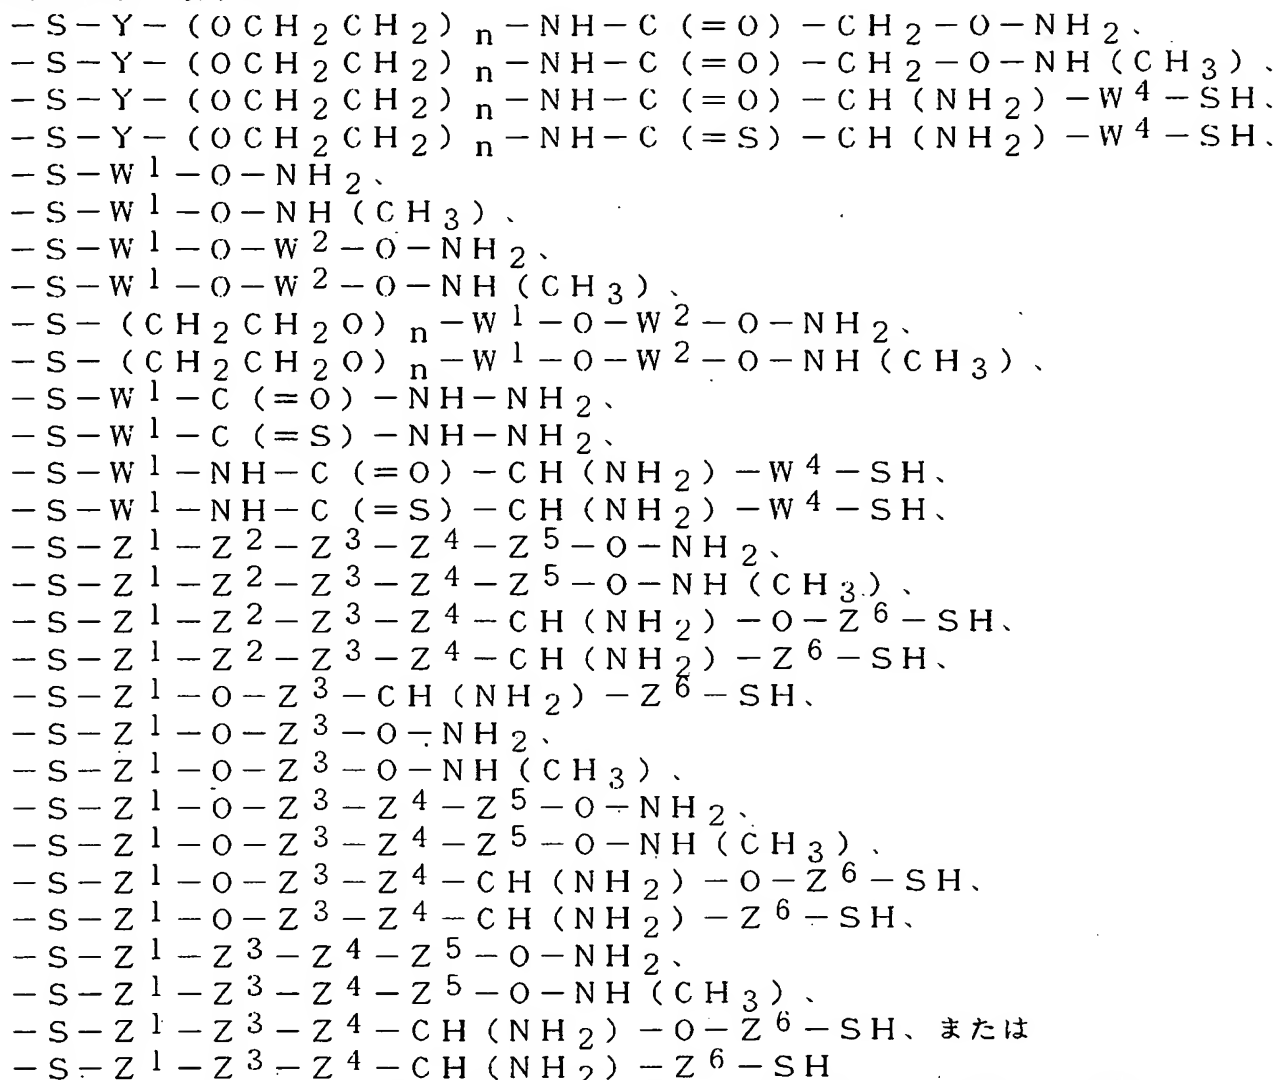 －S－Y－(OCH₂CH₂)ₙ－NH－C(=O)－CH₂－O－NH₂、
－S－Y－(OCH₂CH₂)ₙ－NH－C(=O)－CH₂－O－NH(CH₃)、
－S－Y－(OCH₂CH₂)ₙ－NH－C(=O)－CH(NH₂)－W⁴－SH、
－S－Y－(OCH₂CH₂)ₙ－NH－C(=S)－CH(NH₂)－W⁴－SH、
－S－W¹－O－NH₂、
－S－W¹－O－NH(CH₃)、
－S－W¹－O－W²－O－NH₂、
－S－W¹－O－W²－O－NH(CH₃)、
－S－(CH₂CH₂O)ₙ－W¹－O－W²－O－NH₂、
－S－(CH₂CH₂O)ₙ－W¹－O－W²－O－NH(CH₃)、
－S－W¹－C(=O)－NH－NH₂、
－S－W¹－C(=S)－NH－NH₂、
－S－W¹－NH－C(=O)－CH(NH₂)－W⁴－SH、
－S－W¹－NH－C(=S)－CH(NH₂)－W⁴－SH、
－S－Z¹－Z²－Z³－Z⁴－Z⁵－O－NH₂、
－S－Z¹－Z²－Z³－Z⁴－Z⁵－O－NH(CH₃)、
－S－Z¹－Z²－Z³－Z⁴－CH(NH₂)－O－Z⁶－SH、
－S－Z¹－Z²－Z³－Z⁴－CH(NH₂)－Z⁶－SH、
－S－Z¹－O－Z³－CH(NH₂)－Z⁶－SH、
－S－Z¹－O－Z³－O－NH₂、
－S－Z¹－O－Z³－O－NH(CH₃)、
－S－Z¹－O－Z³－Z⁴－Z⁵－O－NH₂、
－S－Z¹－O－Z³－Z⁴－Z⁵－O－NH(CH₃)、
－S－Z¹－O－Z³－Z⁴－CH(NH₂)－O－Z⁶－SH、
－S－Z¹－O－Z³－Z⁴－CH(NH₂)－Z⁶－SH、
－S－Z¹－Z³－Z⁴－Z⁵－O－NH₂、
－S－Z¹－Z³－Z⁴－Z⁵－O－NH(CH₃)、
－S－Z¹－Z³－Z⁴－CH(NH₂)－O－Z⁶－SH、または
－S－Z¹－Z³－Z⁴－CH(NH₂)－Z⁶－SH